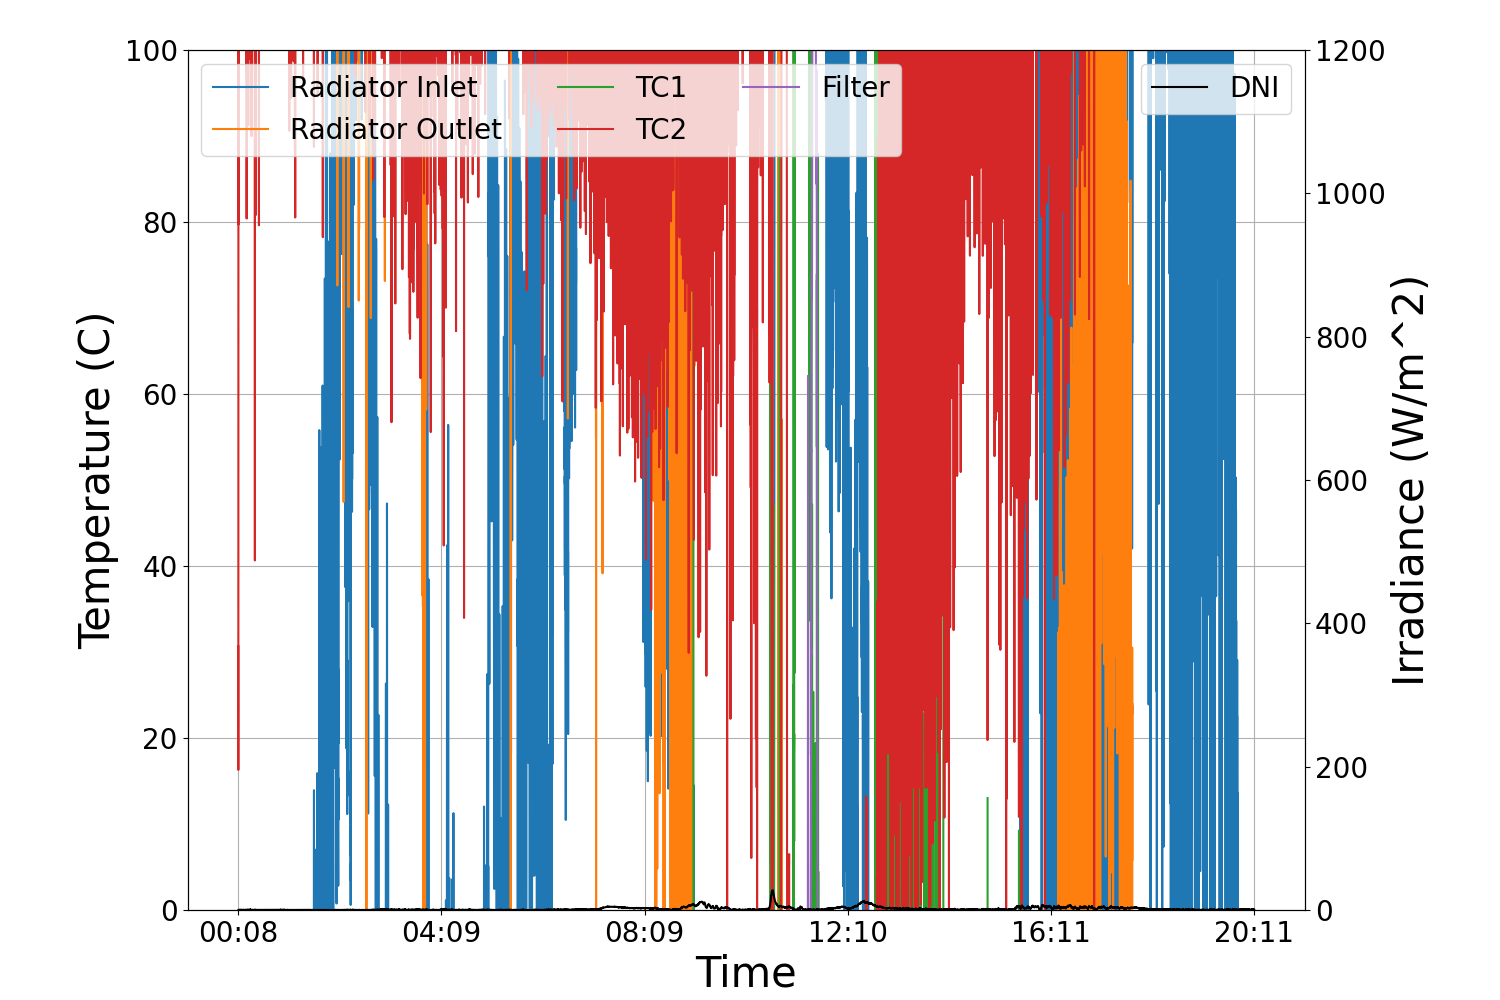 100
80
60
40
20
0
Temperature (C)
Radiator Inlet
Radiator Outlet
TC1
TC2
Filter
DNI
1200
1000
800
600
400
200
0
Irradiance (W/m^2)
00:08
04:09
08:09
12:10
16:11
20:11
Time